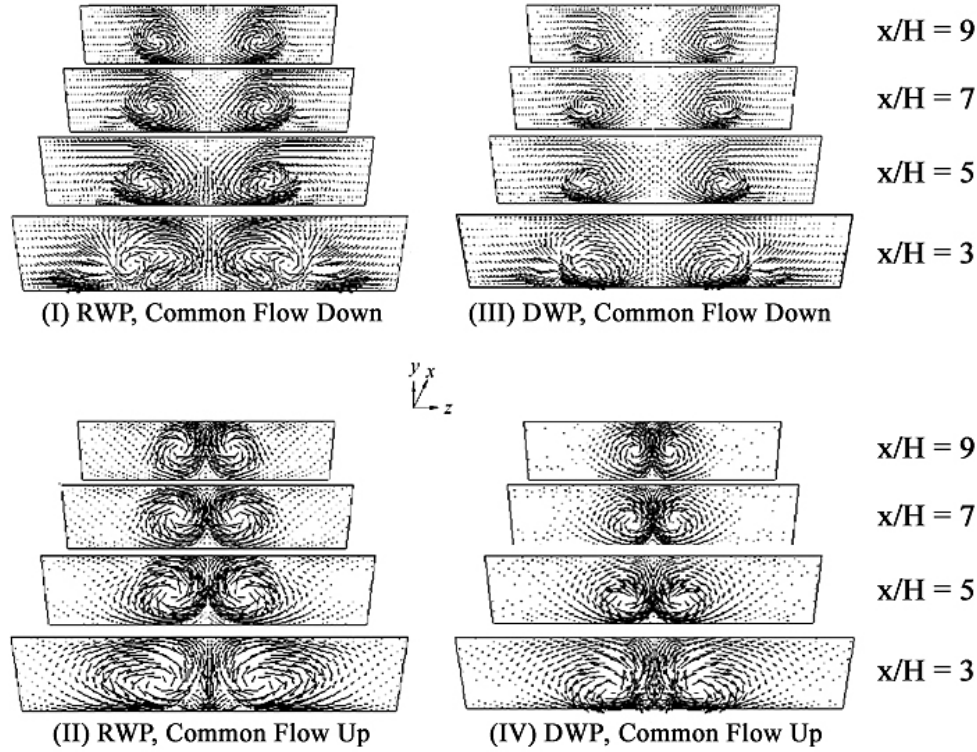 x/H = 9
x/H = 7
x/H = 5
x/H = 3
(I) RWP, Common Flow Down
(III) DWP, Common Flow Down
y
x
z
x/H = 9
x/H = 7
x/H = 5
x/H = 3
(II) RWP, Common Flow Up
(IV) DWP, Common Flow Up